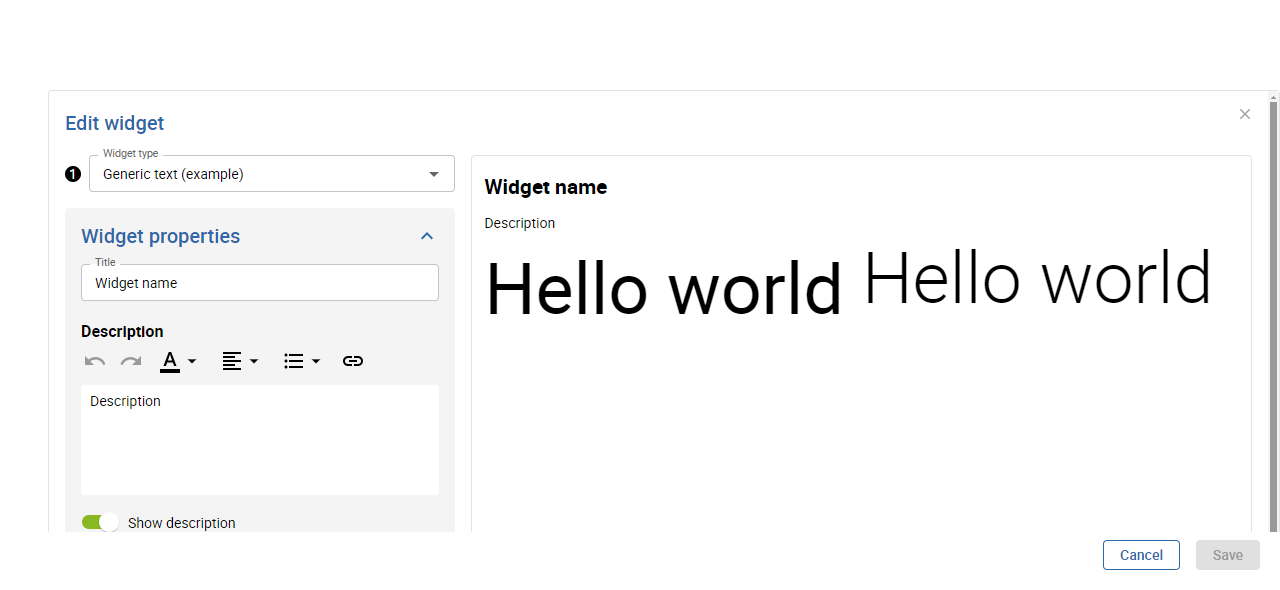 Edit widget
1
Widget type
Generic text (example)
Widget properties
Title
Widget name
Description
A
Description
Show description
Widget name
Description
Hello world Hello world
Cancel Save